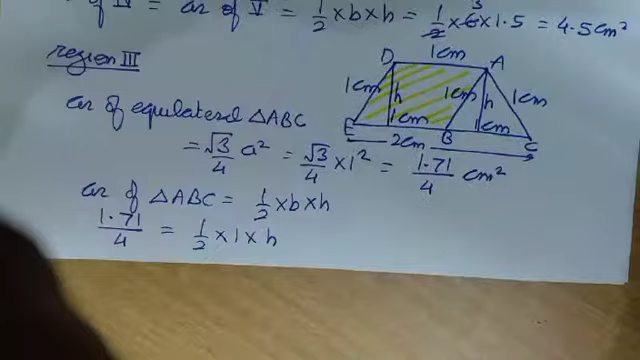 ar of IV = ar of V = 1/2 × b × h = 1/2 × 6 3 × 1.5 = 4.5 cm²
region III
D 1cm A
1cm h 1cm h 1cm
1cm 1cm
E B C
2cm
ar of equilateral △ABC
= √3/4 a² = √3/4 × 1² = 1.71/4 cm²
ar of △ABC = 1/2 × b × h
1.71/4 = 1/2 × 1 × h